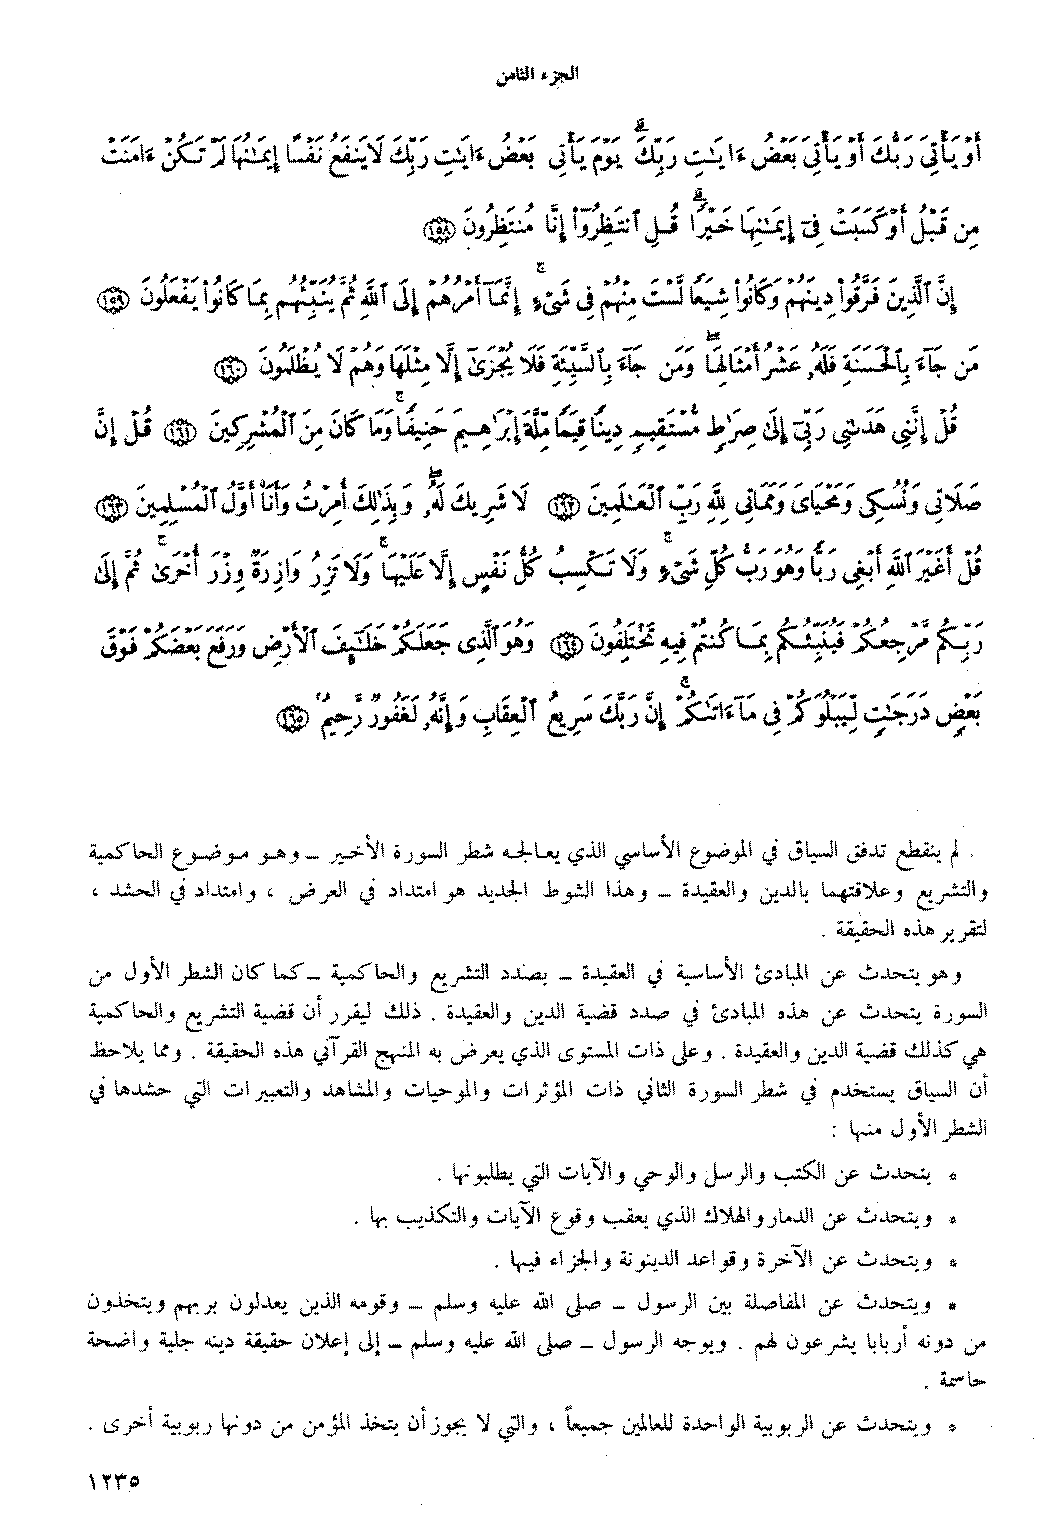 الجزء الثامن
أَوْ يَأْتِىَ رَبُّكَ أَوْ يَأْتِىَ بَعْضُ ءَايَـٰتِ رَبِّكَ ۗ يَوْمَ يَأْتِى بَعْضُ ءَايَـٰتِ رَبِّكَ لَا يَنفَعُ نَفْسًا إِيمَـٰنُهَا لَمْ تَكُنْ ءَامَنَتْ
مِن قَبْلُ أَوْ كَسَبَتْ فِىٓ إِيمَـٰنِهَا خَيْرًا ۗ قُلِ ٱنتَظِرُوٓا۟ إِنَّا مُنتَظِرُونَ ١٥٨
إِنَّ ٱلَّذِينَ فَرَّقُوا۟ دِينَهُمْ وَكَانُوا۟ شِيَعًا لَّسْتَ مِنْهُمْ فِى شَىْءٍ ۚ إِنَّمَآ أَمْرُهُمْ إِلَى ٱللَّهِ ثُمَّ يُنَبِّئُهُم بِمَا كَانُوا۟ يَفْعَلُونَ ١٥٩
مَن جَآءَ بِٱلْحَسَنَةِ فَلَهُۥ عَشْرُ أَمْثَالِهَا ۖ وَمَن جَآءَ بِٱلسَّيِّئَةِ فَلَا يُجْزَىٰٓ إِلَّا مِثْلَهَا وَهُمْ لَا يُظْلَمُونَ ١٦٠
قُلْ إِنَّنِى هَدَىٰنِى رَبِّىٓ إِلَىٰ صِرَٰطٍ مُّسْتَقِيمٍ دِينًا قِيَمًا مِّلَّةَ إِبْرَٰهِيمَ حَنِيفًا ۚ وَمَا كَانَ مِنَ ٱلْمُشْرِكِينَ ١٦١ قُلْ إِنَّ
صَلَاتِى وَنُسُكِى وَمَحْيَاىَ وَمَمَاتِى لِلَّهِ رَبِّ ٱلْعَـٰلَمِينَ ١٦٢ لَا شَرِيكَ لَهُۥ ۖ وَبِذَٰلِكَ أُمِرْتُ وَأَنَا۠ أَوَّلُ ٱلْمُسْلِمِينَ ١٦٣
قُلْ أَغَيْرَ ٱللَّهِ أَبْغِى رَبًّا وَهُوَ رَبُّ كُلِّ شَىْءٍ ۚ وَلَا تَكْسِبُ كُلُّ نَفْسٍ إِلَّا عَلَيْهَا ۚ وَلَا تَزِرُ وَازِرَةٌ وِزْرَ أُخْرَىٰ ۚ ثُمَّ إِلَىٰ
رَبِّكُم مَّرْجِعُكُمْ فَيُنَبِّئُكُم بِمَا كُنتُمْ فِيهِ تَخْتَلِفُونَ ١٦٤ وَهُوَ ٱلَّذِى جَعَلَكُمْ خَلَـٰٓئِفَ ٱلْأَرْضِ وَرَفَعَ بَعْضَكُمْ فَوْقَ
بَعْضٍ دَرَجَـٰتٍ لِّيَبْلُوَكُمْ فِى مَآ ءَاتَىٰكُمْ ۗ إِنَّ رَبَّكَ سَرِيعُ ٱلْعِقَابِ وَإِنَّهُۥ لَغَفُورٌ رَّحِيمٌ ١٦٥
. لم ينقطع تدفق السياق في الموضوع الأساسي الذي يعالجه شطر السورة الأخير – وهو موضوع الحاكمية
والتشريع وعلاقتهما بالدين والعقيدة – وهذا الشوط الجديد هو امتداد في العرض ، وامتداد في الحشد ،
لتقرير هذه الحقيقة .
وهو يتحدث عن المبادئ الأساسية في العقيدة – بصدد التشريع والحاكمية – كما كان الشطر الأول من
السورة يتحدث عن هذه المبادئ في صدد قضية الدين والعقيدة . ذلك ليقرر أن قضية التشريع والحاكمية
هي كذلك قضية الدين والعقيدة . وعلى ذات المستوى الذي يعرض به المنهج القرآني هذه الحقيقة . ومما يلاحظ
أن السياق يستخدم في شطر السورة الثاني ذات المؤثرات والموحيات والمشاهد والتعبيرات التي حشدها في
الشطر الأول منها :
* يتحدث عن الكتب والرسل والوحي والآيات التي يطلبونها .
* ويتحدث عن الدمار والهلاك الذي يعقب وقوع الآيات والتكذيب بها .
* ويتحدث عن الآخرة وقواعد الدينونة والجزاء فيها .
* ويتحدث عن المفاصلة بين الرسول – صلى الله عليه وسلم – وقومه الذين يعدلون بربهم ويتخذون
من دونه أربابا يشرعون لهم . ويوجه الرسول – صلى الله عليه وسلم – إلى إعلان حقيقة دينه جلية واضحة
حاسمة .
* ويتحدث عن الربوبية الواحدة للعالمين جميعاً ، والتي لا يجوز أن يتخذ المؤمن من دونها ربوبية أخرى .
١٢٣٥